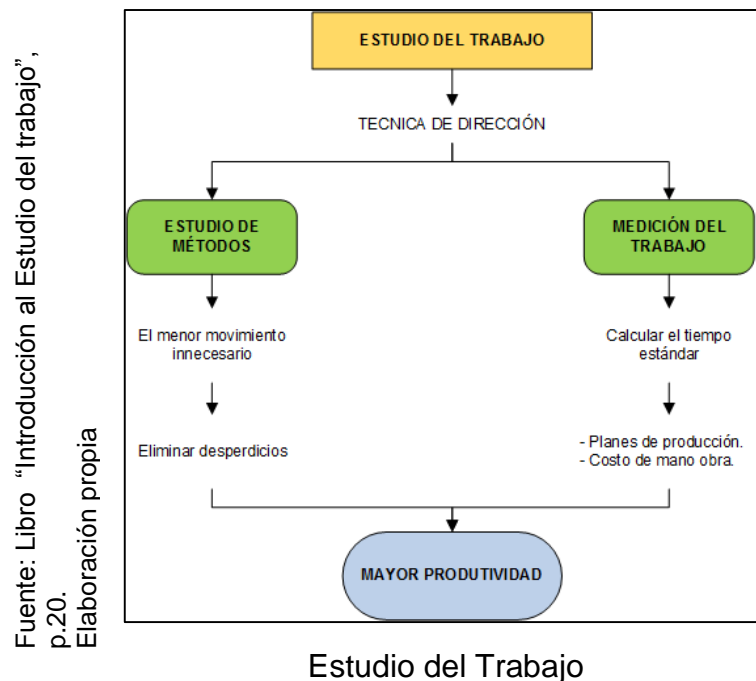 Fuente: Libro "Introducción al Estudio del trabajo",
p.20.
Elaboración propia
ESTUDIO DEL TRABAJO
TECNICA DE DIRECCIÓN
ESTUDIO DE
MÉTODOS
MEDICIÓN DEL
TRABAJO
El menor movimiento
innecesario
Calcular el tiempo
estándar
Eliminar desperdicios
- Planes de producción.
- Costo de mano obra.
MAYOR PRODUTIVIDAD
Estudio del Trabajo